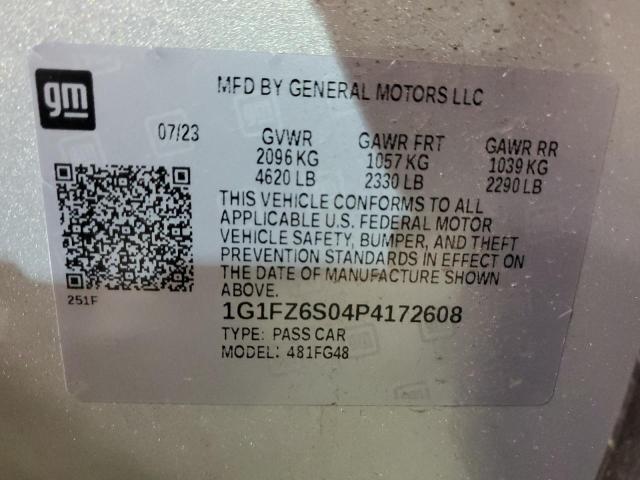 gm
MFD BY GENERAL MOTORS LLC
07/23 GVWR GAWR FRT GAWR RR
2096 KG 1057 KG 1039 KG
4620 LB 2330 LB 2290 LB
THIS VEHICLE CONFORMS TO ALL
APPLICABLE U.S. FEDERAL MOTOR
VEHICLE SAFETY, BUMPER, AND THEFT
PREVENTION STANDARDS IN EFFECT ON
THE DATE OF MANUFACTURE SHOWN
ABOVE.
251F
1G1FZ6S04P4172608
TYPE: PASS CAR
MODEL: 481FG48